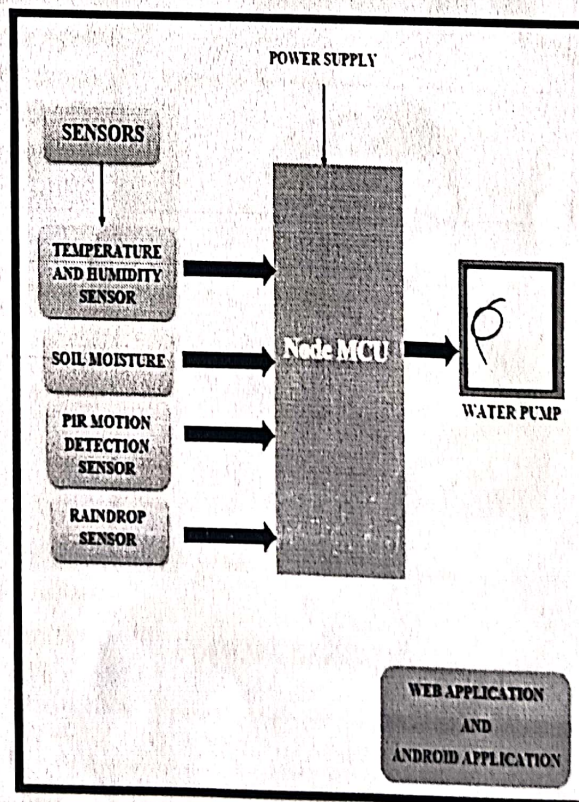 POWER SUPPLY
SENSORS
TEMPERATURE
AND HUMIDITY
SENSOR
SOIL MOISTURE
PIR MOTION
DETECTION
SENSOR
RAINDROP
SENSOR
Node MCU
WATER PUMP
WEB APPLICATION
AND
ANDROID APPLICATION